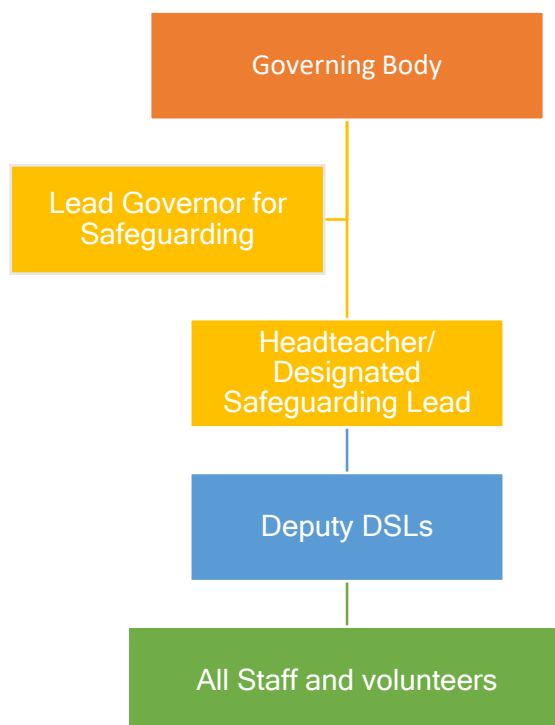 Governing Body
Lead Governor for
Safeguarding
Headteacher/
Designated
Safeguarding Lead
Deputy DSLs
All Staff and volunteers